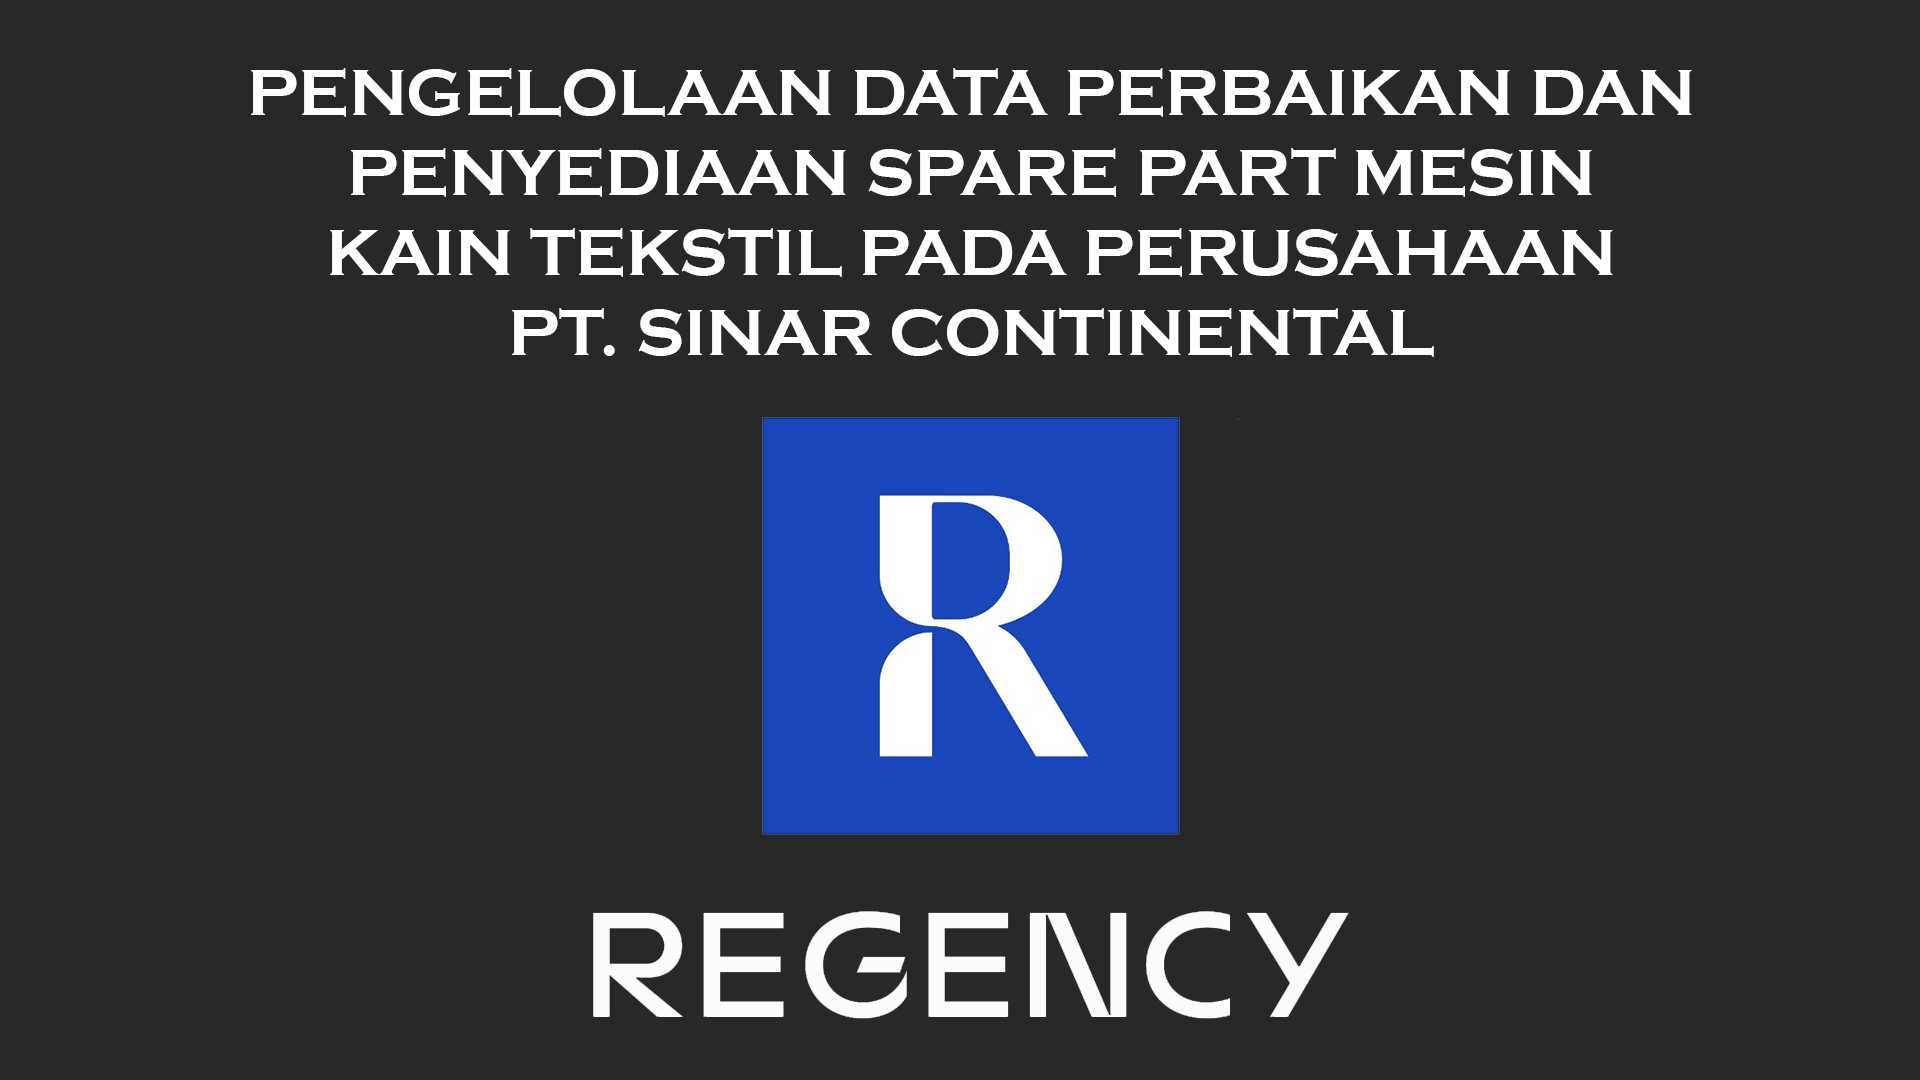 PENGELOLAAN DATA PERBAIKAN DAN
PENYEDIAAN SPARE PART MESIN
KAIN TEKSTIL PADA PERUSAHAAN
PT. SINAR CONTINENTAL
R
REGENCY